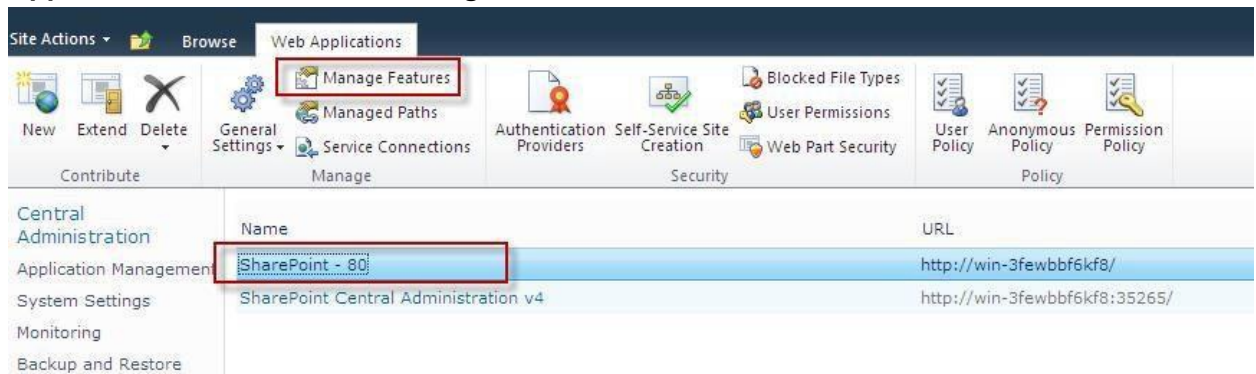 Site Actions Browse Web Applications
New Extend Delete
Contribute
General Settings
Manage Features
Managed Paths
Service Connections
Manage
Authentication Providers
Self-Service Site Creation
Blocked File Types
User Permissions
Web Part Security
Security
User Policy
Anonymous Policy
Permission Policy
Policy
Central
Administration
Application Management
System Settings
Monitoring
Backup and Restore
Name URL
SharePoint - 80 http://win-3fewbbf6kf8/
SharePoint Central Administration v4 http://win-3fewbbf6kf8:35265/